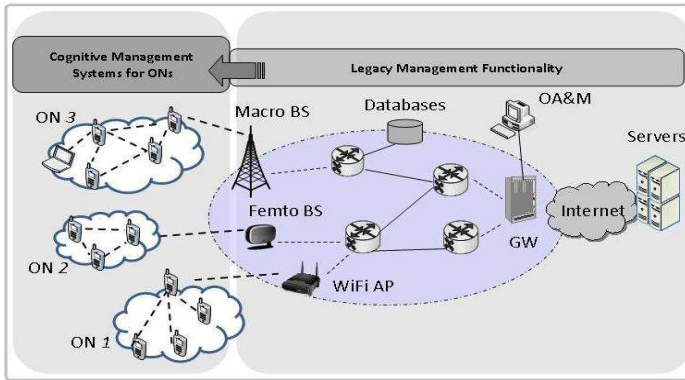 Cognitive Management
Systems for ONs
Legacy Management Functionality
ON 3
Macro BS
Databases
OA&M
Servers
Femto BS
Internet
ON 2
GW
WiFi AP
ON 1